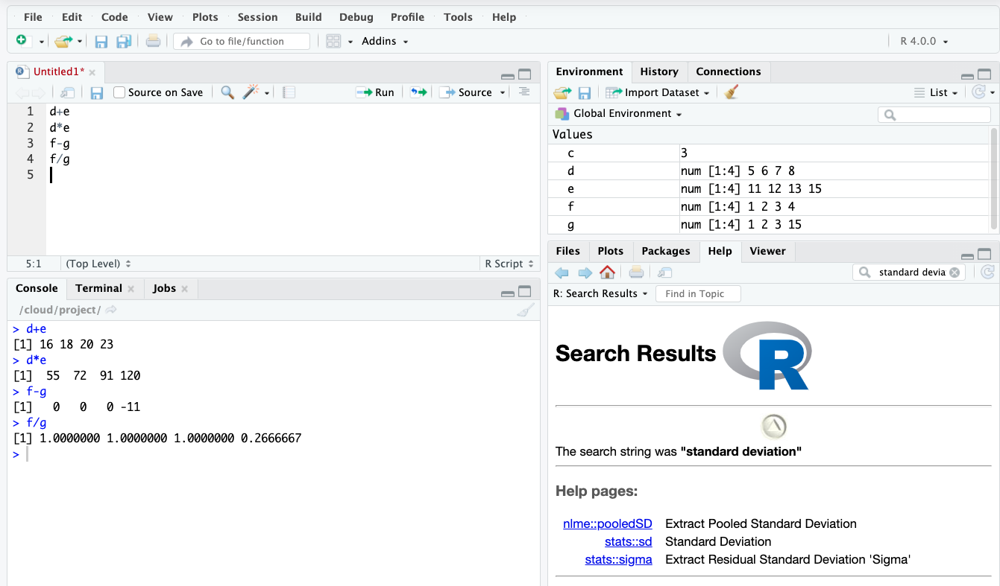 File Edit Code View Plots Session Build Debug Profile Tools Help
Go to file/function Addins R 4.0.0
Untitled1*
Source on Save Run Source
1 d+e
2 d*e
3 f-g
4 f/g
5
5:1 (Top Level) R Script
Console Terminal Jobs
/cloud/project/
> d+e
[1] 16 18 20 23
> d*e
[1]  55  72  91 120
> f-g
[1]   0   0   0 -11
> f/g
[1] 1.0000000 1.0000000 1.0000000 0.2666667
>
Environment History Connections
Import Dataset List
Global Environment
Values
c 3
d num [1:4] 5 6 7 8
e num [1:4] 11 12 13 15
f num [1:4] 1 2 3 4
g num [1:4] 1 2 3 15
Files Plots Packages Help Viewer
standard devia
R: Search Results Find in Topic
Search Results R
The search string was "standard deviation"
Help pages:
nlme::pooledSD Extract Pooled Standard Deviation
stats::sd Standard Deviation
stats::sigma Extract Residual Standard Deviation 'Sigma'